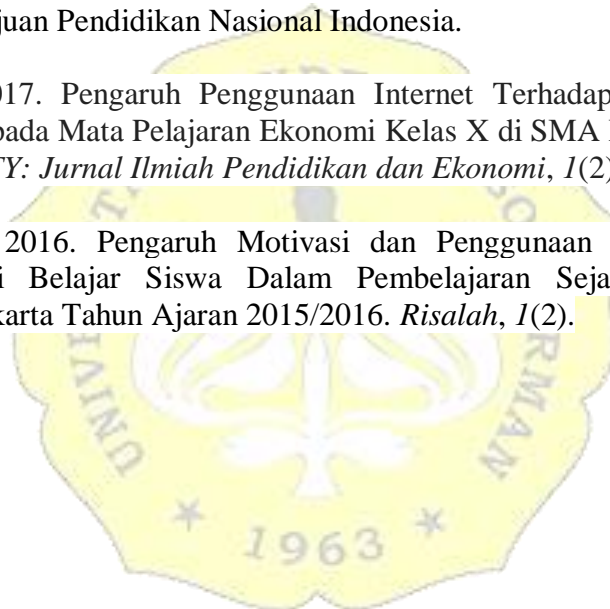 juan Pendidikan Nasional Indonesia.
017. Pengaruh Penggunaan Internet Terhadap
pada Mata Pelajaran Ekonomi Kelas X di SMA
TY: Jurnal Ilmiah Pendidikan dan Ekonomi, 1(2)
2016. Pengaruh Motivasi dan Penggunaan
i Belajar Siswa Dalam Pembelajaran Seja
karta Tahun Ajaran 2015/2016. Risalah, 1(2).
1963